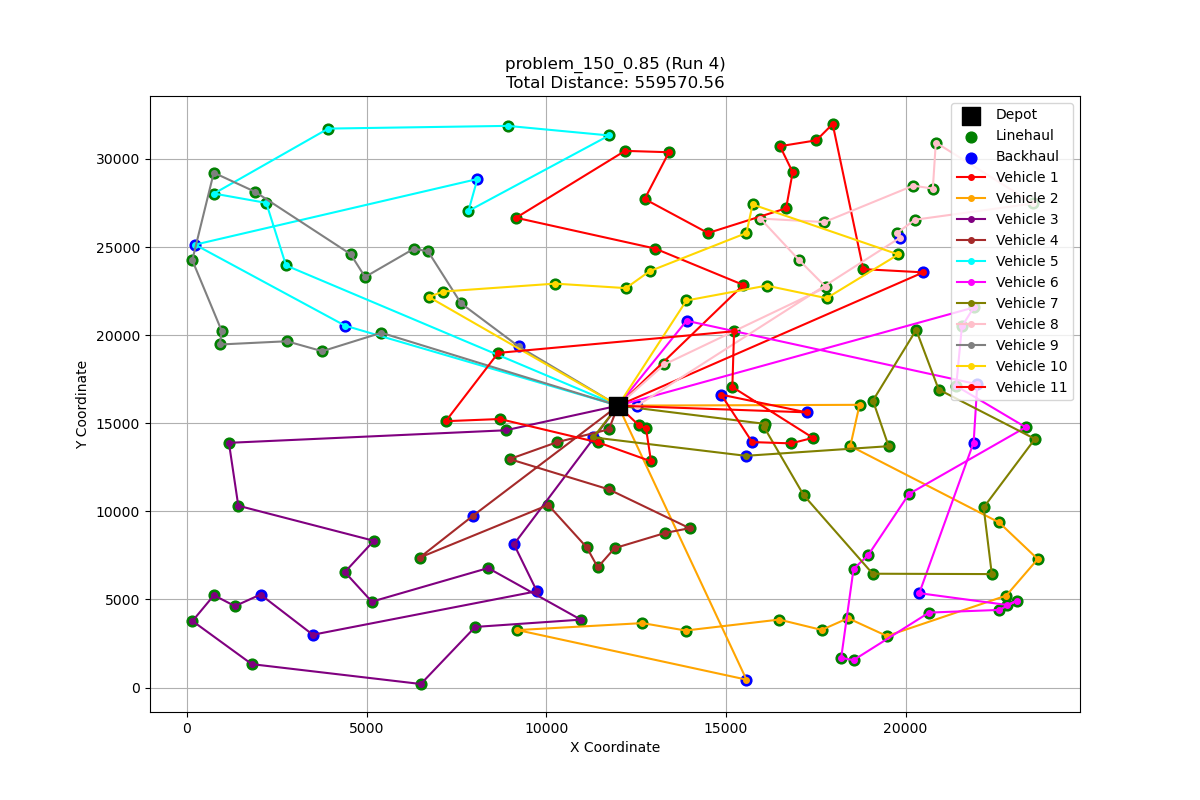 problem_150_0.85 (Run 4)
Total Distance: 559570.56
Depot
Linehaul
Backhaul
Vehicle 1
Vehicle 2
Vehicle 3
Vehicle 4
Vehicle 5
Vehicle 6
Vehicle 7
Vehicle 8
Vehicle 9
Vehicle 10
Vehicle 11
Y Coordinate
30000
25000
20000
15000
10000
5000
0
0
5000
10000
15000
20000
X Coordinate